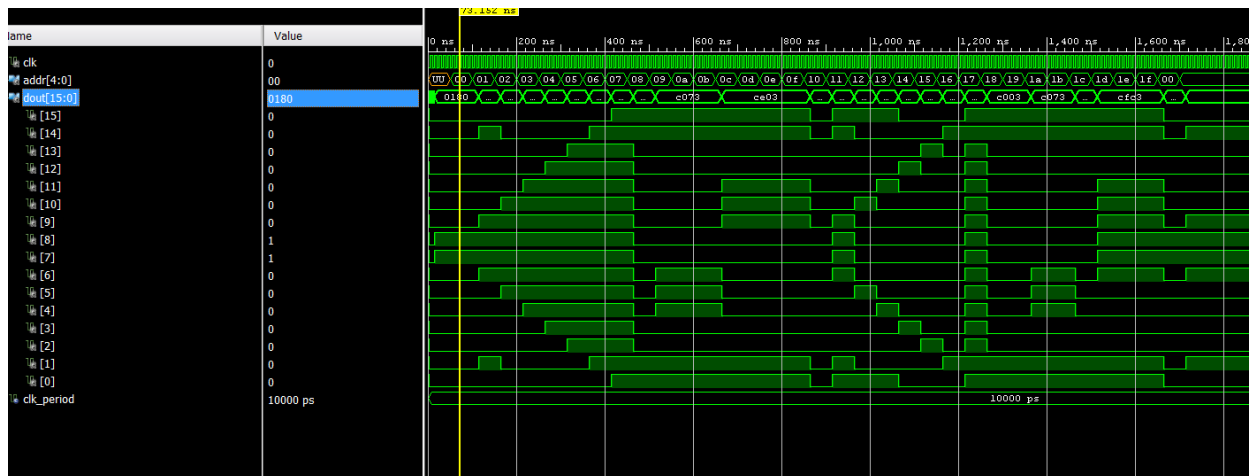 73.152 ns
lame Value
0 ns 200 ns 400 ns 600 ns 800 ns 1,000 ns 1,200 ns 1,400 ns 1,600 ns 1,80
clk 0
addr[4:0] 00 UU 00 01 02 03 04 05 06 07 08 09 0a 0b 0c 0d 0e 0f 10 11 12 13 14 15 16 17 18 19 1a 1b 1c 1d 1e 1f 00
dout[15:0] 0180 0180 ... ... ... ... ... ... ... ... c073 ce03 ... ... ... ... ... ... ... ... c003 c073 ... cfc3 ... ...
[15] 0
[14] 0
[13] 0
[12] 0
[11] 0
[10] 0
[9] 0
[8] 1
[7] 1
[6] 0
[5] 0
[4] 0
[3] 0
[2] 0
[1] 0
[0] 0
clk_period 10000 ps 10000 ps